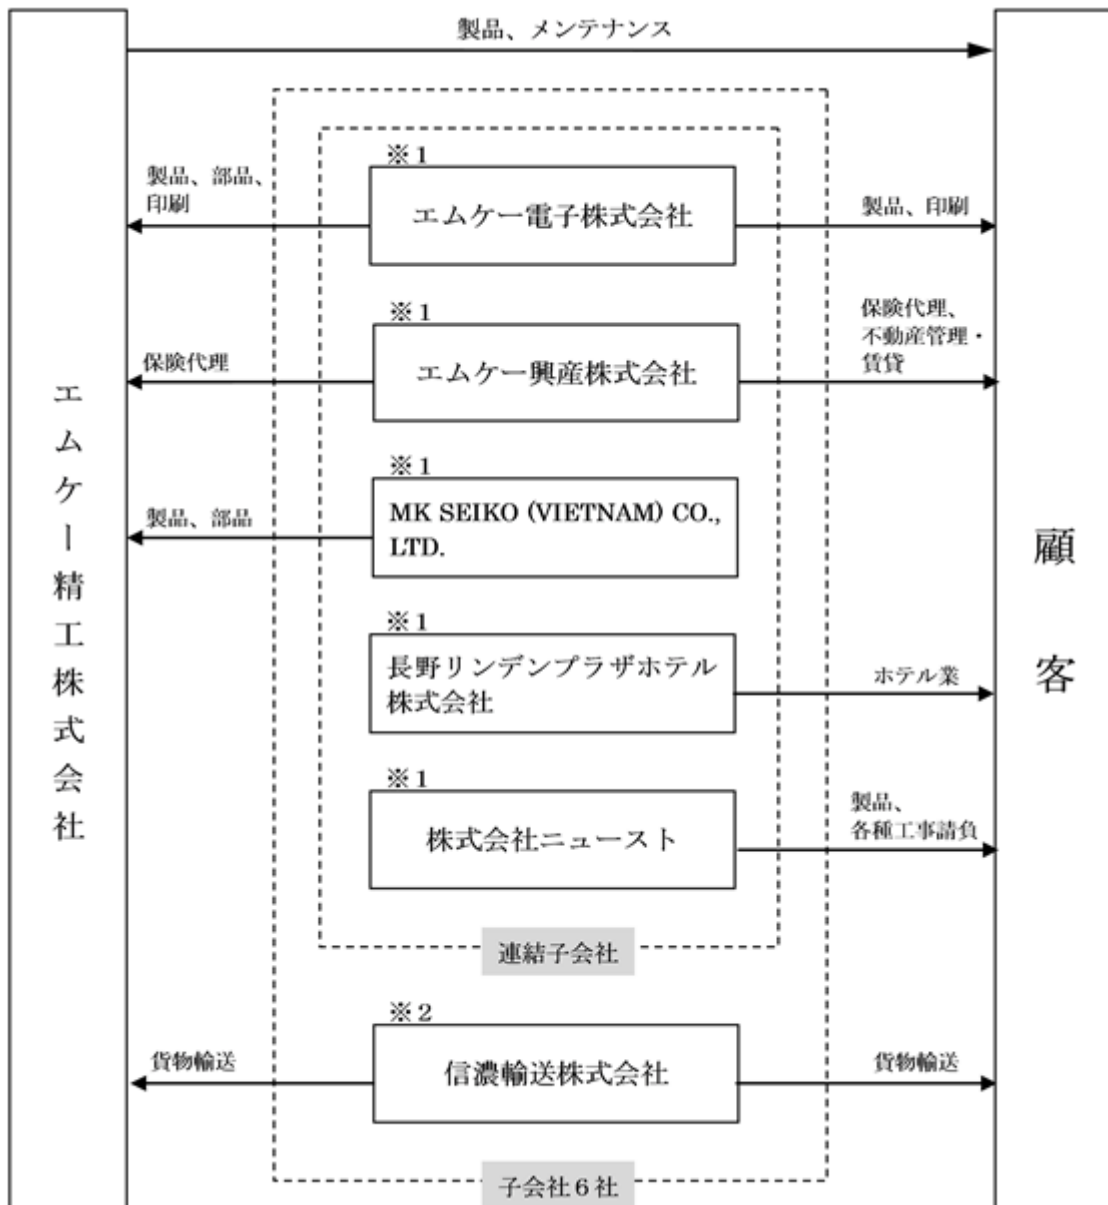 製品、メンテナンス
エムケー精工株式会社
顧客
※1
製品、部品、
印刷
エムケー電子株式会社
製品、印刷
※1
保険代理
エムケー興産株式会社
保険代理、
不動産管理・
賃貸
※1
製品、部品
MK SEIKO (VIETNAM) CO.,
LTD.
※1
長野リンデンプラザホテル
株式会社
ホテル業
※1
株式会社ニュースト
製品、
各種工事請負
連結子会社
※2
貨物輸送
信濃輸送株式会社
貨物輸送
子会社6社